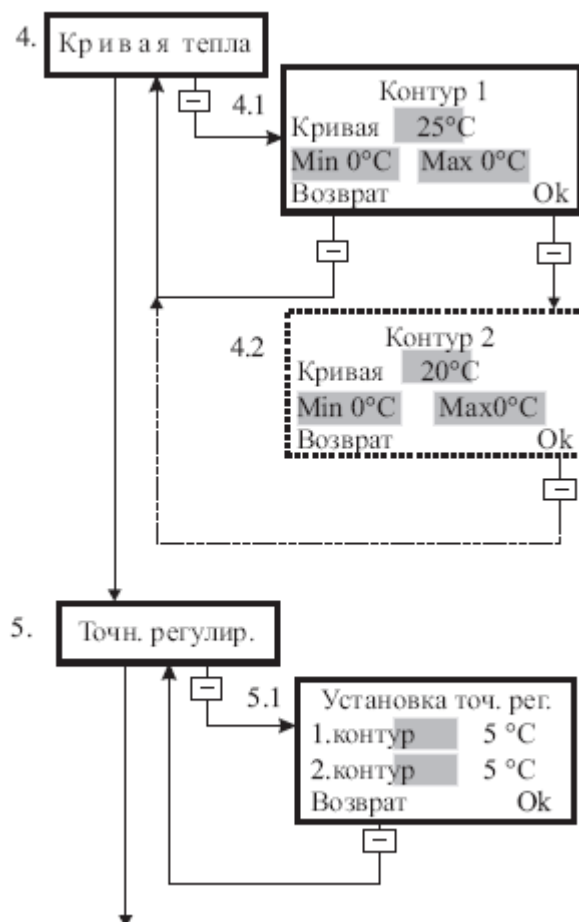 4.
Кривая тепла
4.1
Контур 1
Кривая 25°C
Min 0°C Max 0°C
Возврат Ok
4.2
Контур 2
Кривая 20°C
Min 0°C Max0°C
Возврат Ok
5.
Точн. регулир.
5.1
Установка точ. рег.
1.контур 5 °C
2.контур 5 °C
Возврат Ok